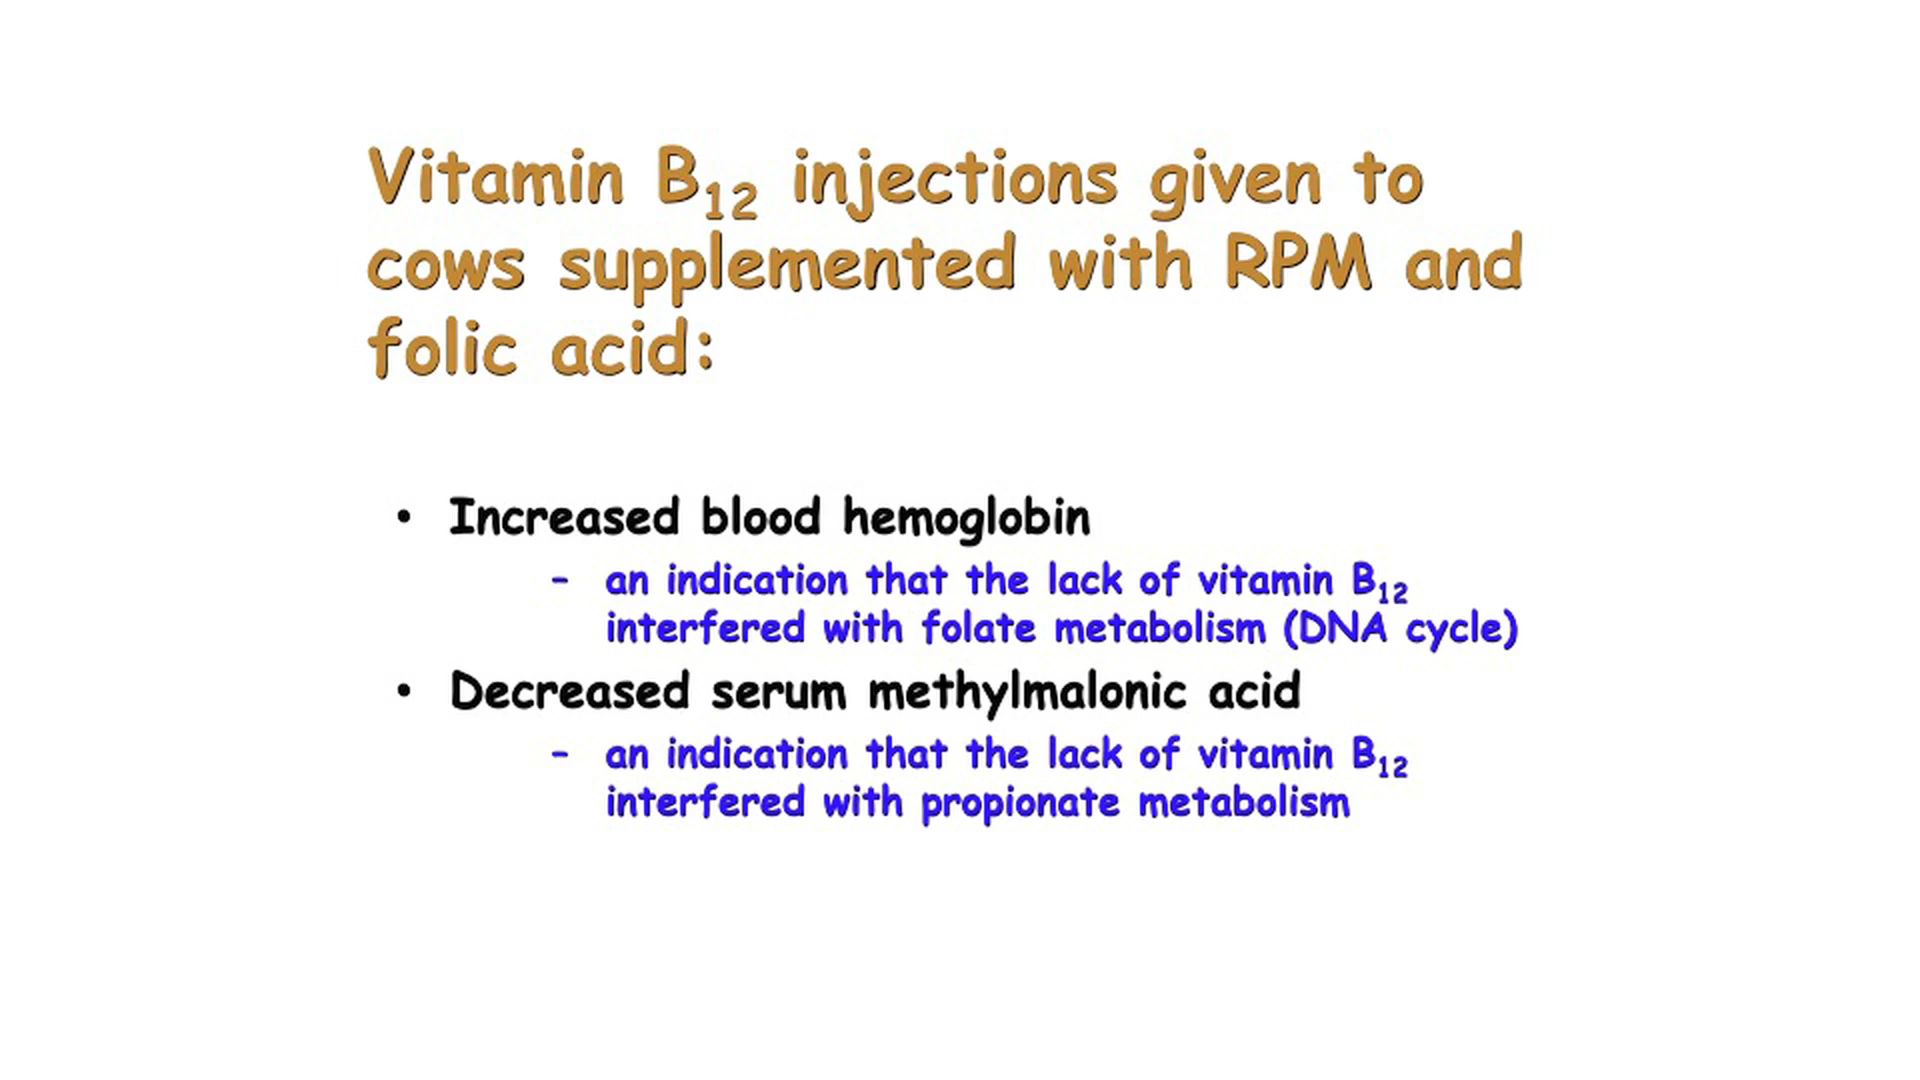 Vitamin B12 injections given to
cows supplemented with RPM and
folic acid:
• Increased blood hemoglobin
– an indication that the lack of vitamin B12
interfered with folate metabolism (DNA cycle)
• Decreased serum methylmalonic acid
– an indication that the lack of vitamin B12
interfered with propionate metabolism